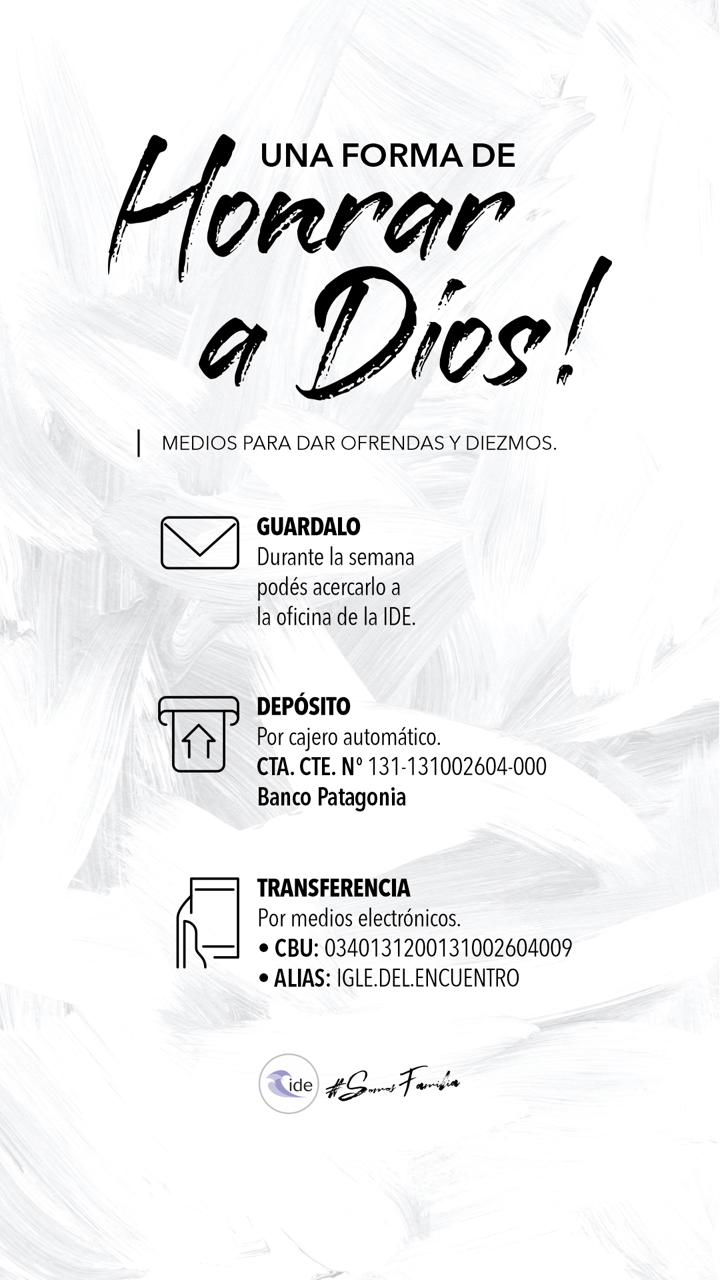 UNA FORMA DE
Honrar
a Dios!
MEDIOS PARA DAR OFRENDAS Y DIEZMOS.
GUARDALO
Durante la semana
podés acercarlo a
la oficina de la IDE.
DEPÓSITO
Por cajero automático.
CTA. CTE. Nº 131-131002604-000
Banco Patagonia
TRANSFERENCIA
Por medios electrónicos.
• CBU: 0340131200131002604009
• ALIAS: IGLE.DEL.ENCUENTRO
ide #Somos Familia